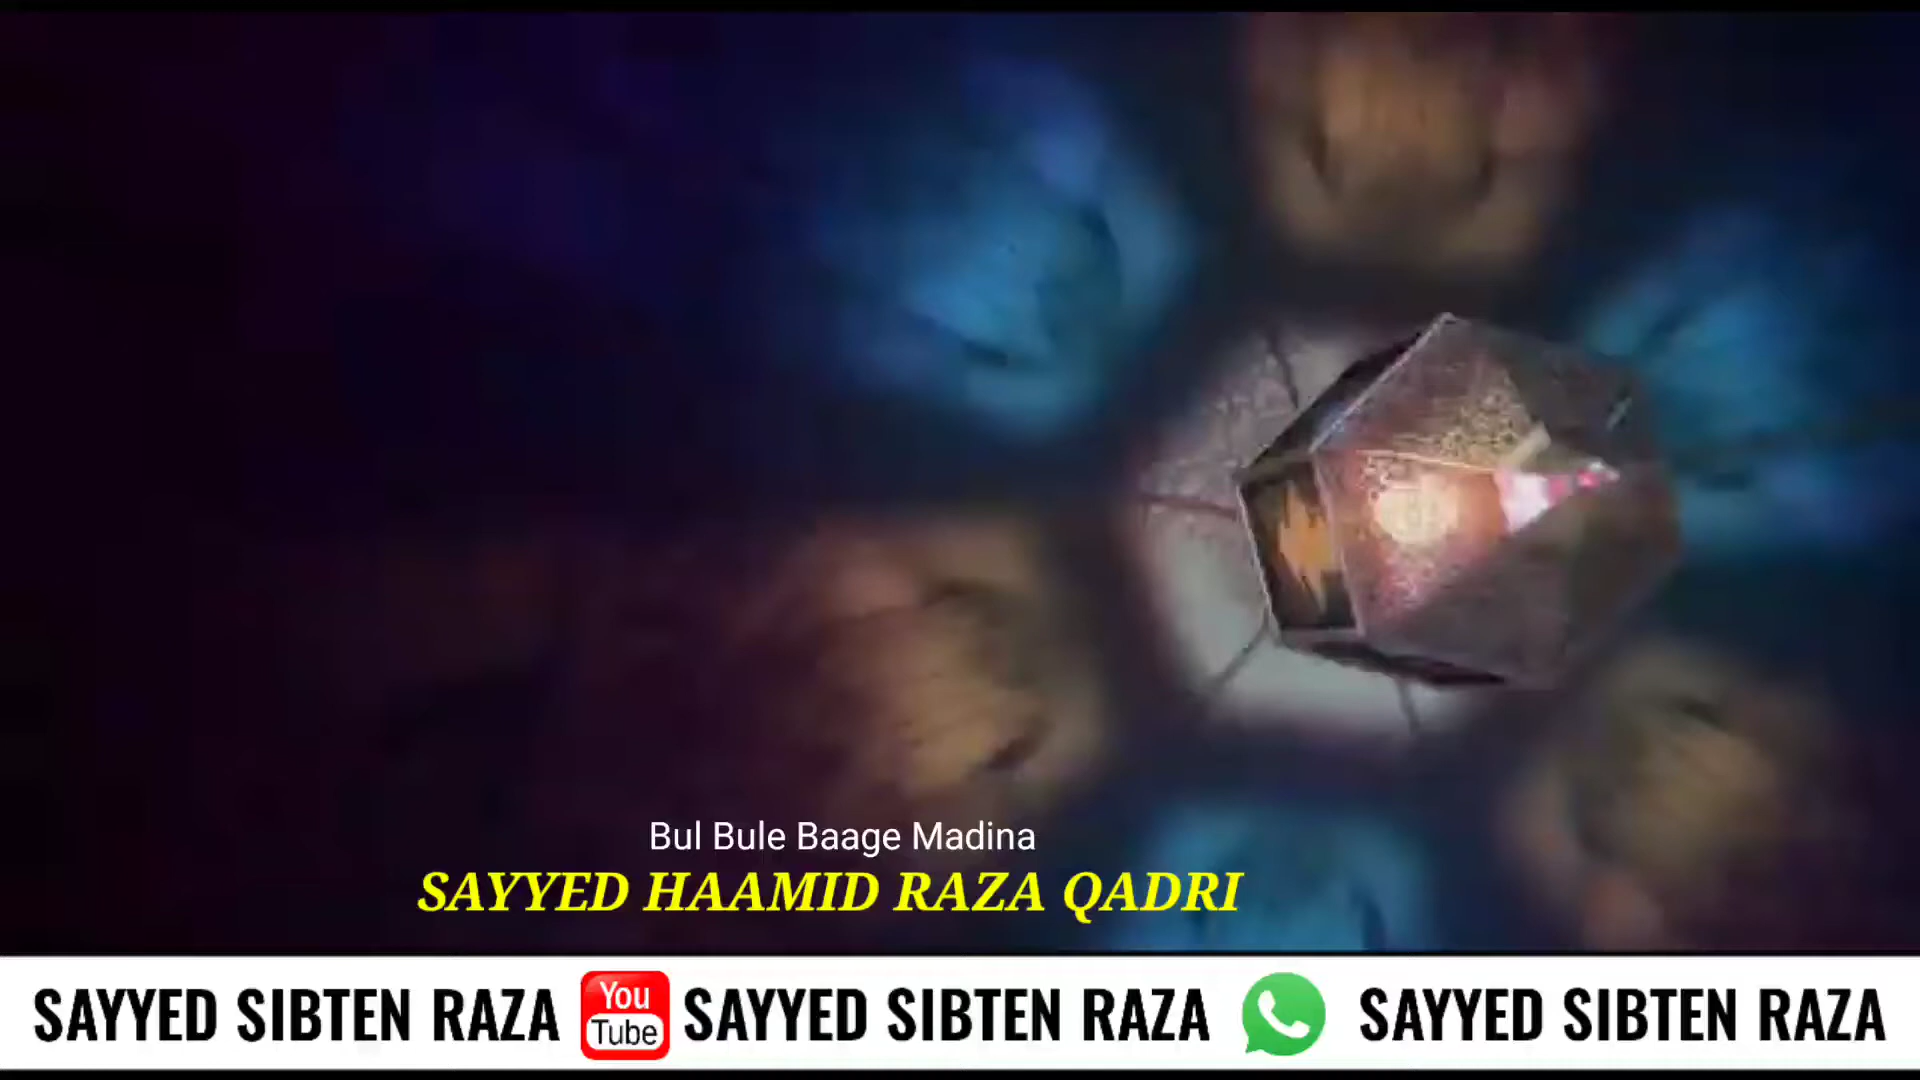 Bul Bule Baage Madina
SAYYED HAAMID RAZA QADRI
SAYYED SIBTEN RAZA You Tube SAYYED SIBTEN RAZA SAYYED SIBTEN RAZA